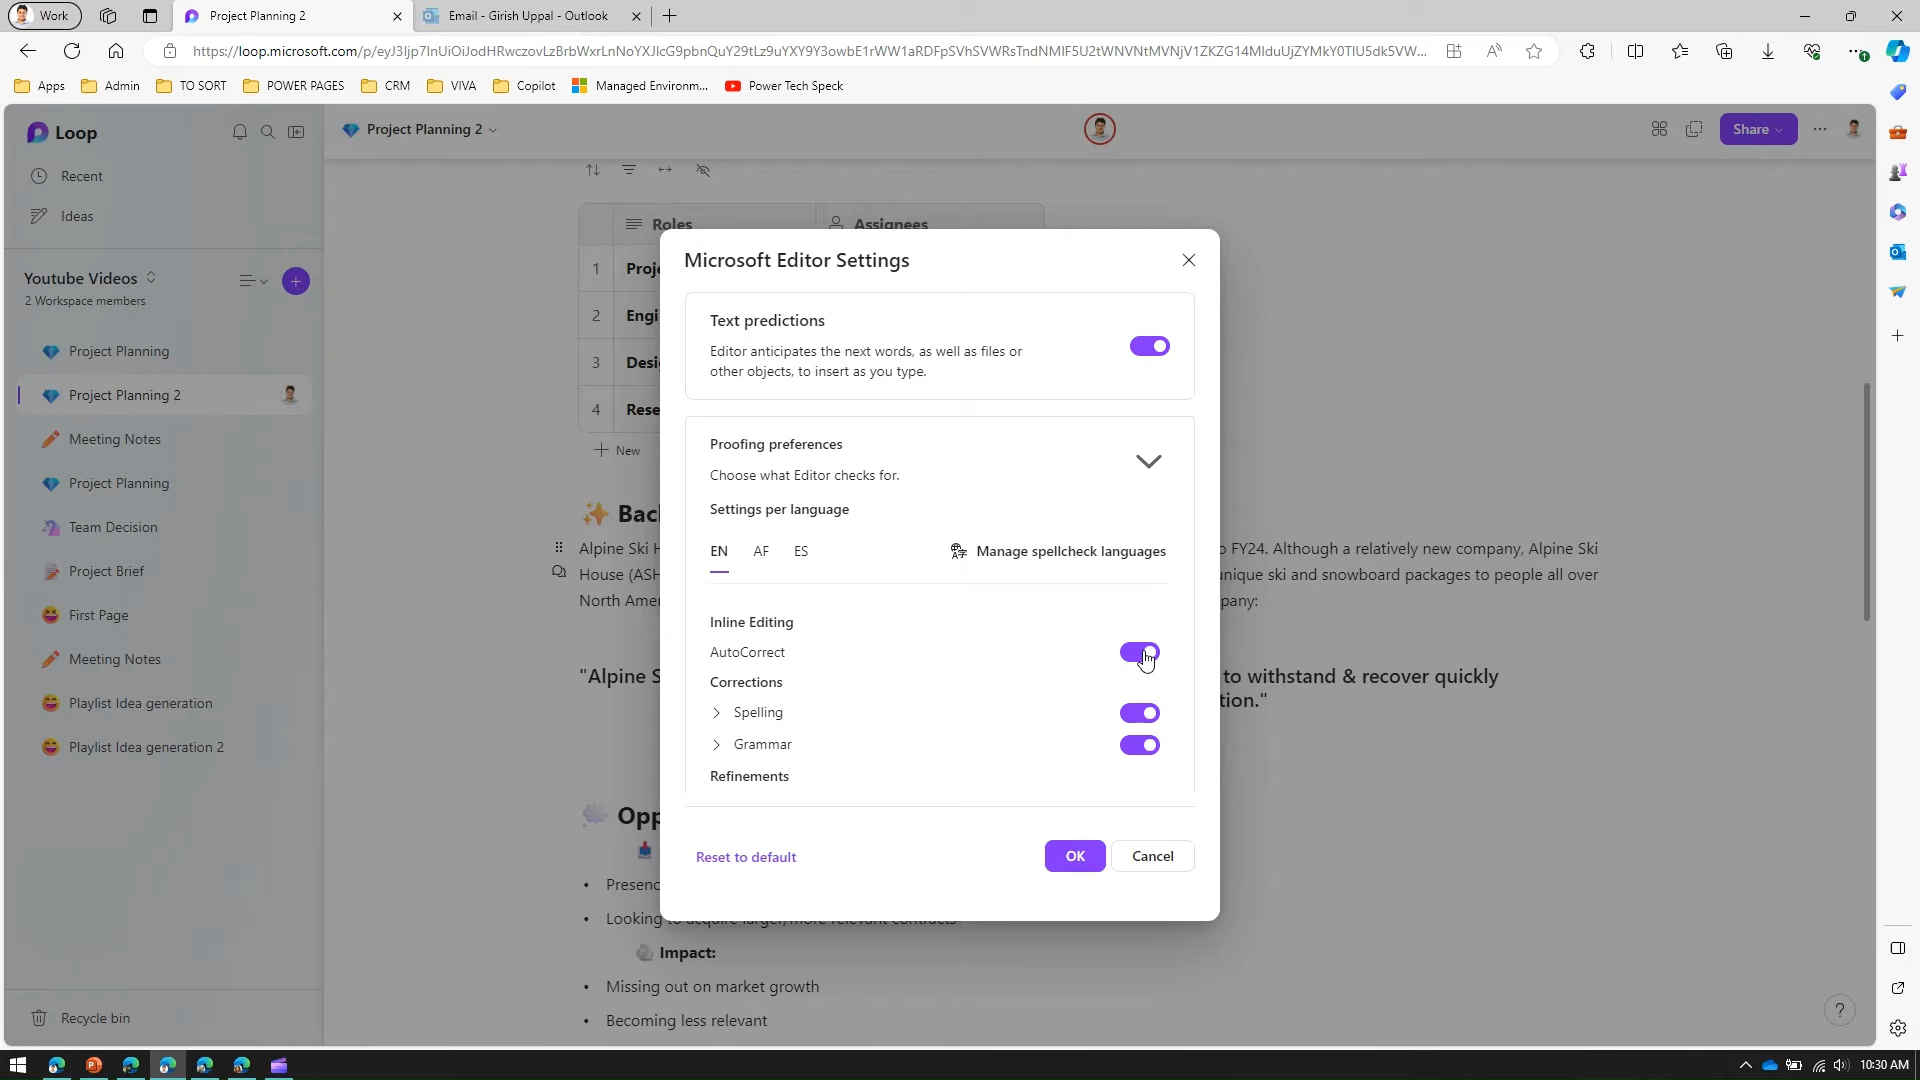 Work
Project Planning 2
Email - Girish Uppal - Outlook
Apps
Admin
TO SORT
POWER PAGES
CRM
VIVA
Copilot
Managed Environm...
Power Tech Speck
Loop
Recent
Ideas
Youtube Videos
2 Workspace members
Project Planning
Project Planning 2
Meeting Notes
Project Planning
Team Decision
Project Brief
First Page
Meeting Notes
Playlist Idea generation
Playlist Idea generation 2
Recycle bin
Project Planning 2
Share
Roles
Assignees
1 Proje
2 Engi
3 Desi
4 Rese
New
Alpine Ski H
o FY24. Although a relatively new company, Alpine Ski
House (ASH
unique ski and snowboard packages to people all over
North Amer
pany:
"Alpine S
to withstand & recover quickly
tion."
Opp
Presenc
Impact:
Missing out on market growth
Becoming less relevant
Microsoft Editor Settings
Text predictions
Editor anticipates the next words, as well as files or
other objects, to insert as you type.
Proofing preferences
Choose what Editor checks for.
Settings per language
EN AF ES
Manage spellcheck languages
Inline Editing
AutoCorrect
Corrections
Spelling
Grammar
Refinements
Reset to default
OK
Cancel
10:30 AM